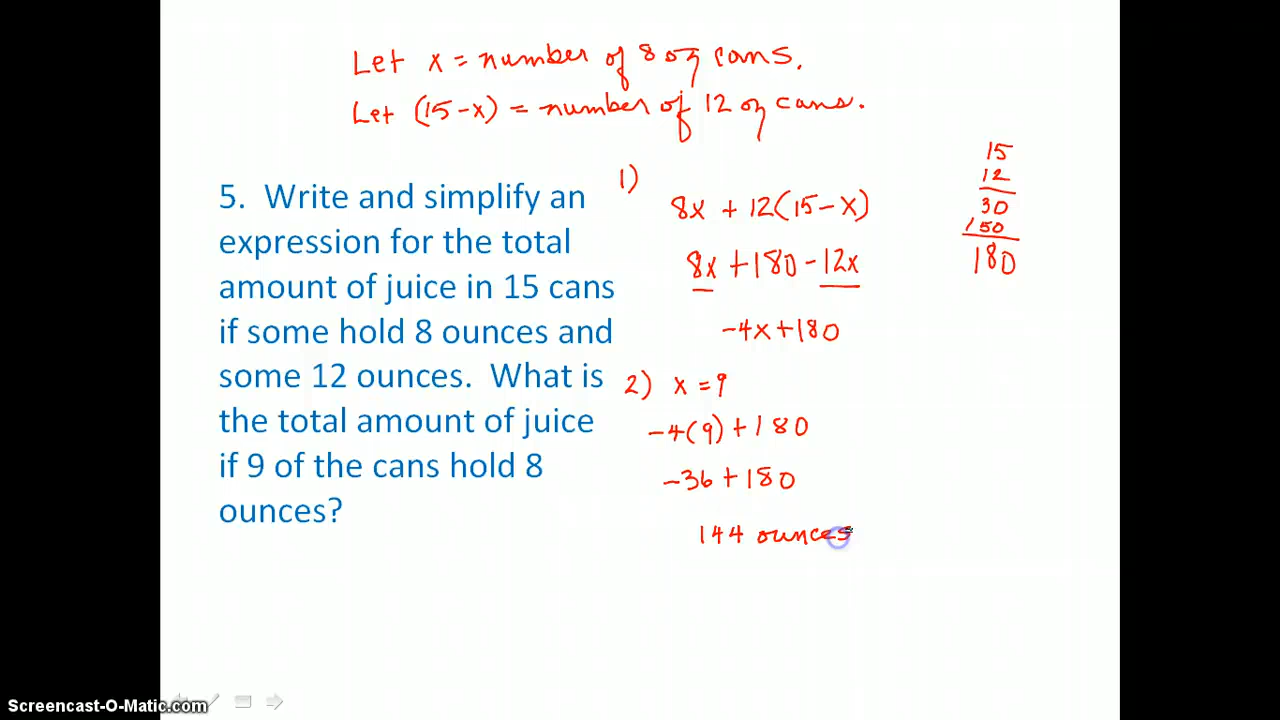 Let x = number of 8 oz cans.
Let (15-x) = number of 12 oz cans.
5. Write and simplify an
expression for the total
amount of juice in 15 cans
if some hold 8 ounces and
some 12 ounces. What is
the total amount of juice
if 9 of the cans hold 8
ounces?
1)
8x + 12(15-x)
8x + 180 - 12x
-4x + 180
2) x = 9
-4(9) + 180
-36 + 180
144 ounces
15
12
30
150
180
Screencast-O-Matic.com